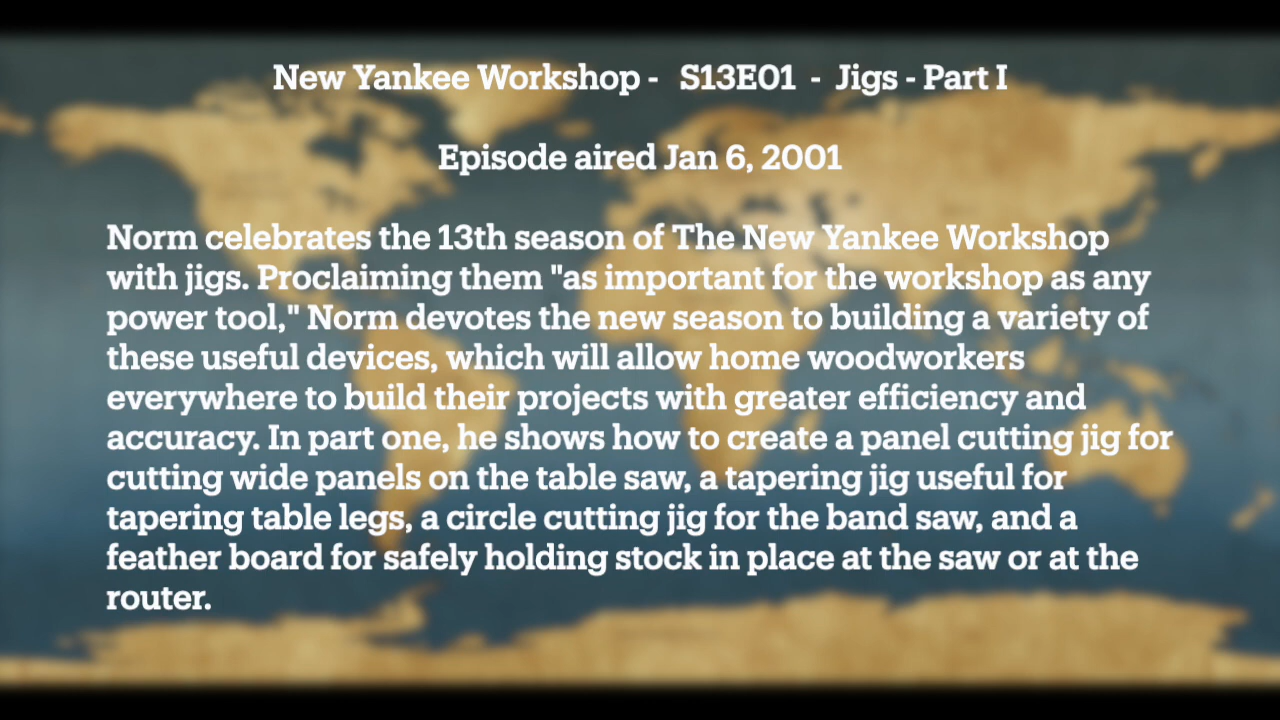 New Yankee Workshop -  S13E01  -  Jigs - Part I
Episode aired Jan 6, 2001
Norm celebrates the 13th season of The New Yankee Workshop
with jigs. Proclaiming them "as important for the workshop as any
power tool," Norm devotes the new season to building a variety of
these useful devices, which will allow home woodworkers
everywhere to build their projects with greater efficiency and
accuracy. In part one, he shows how to create a panel cutting jig for
cutting wide panels on the table saw, a tapering jig useful for
tapering table legs, a circle cutting jig for the band saw, and a
feather board for safely holding stock in place at the saw or at the
router.